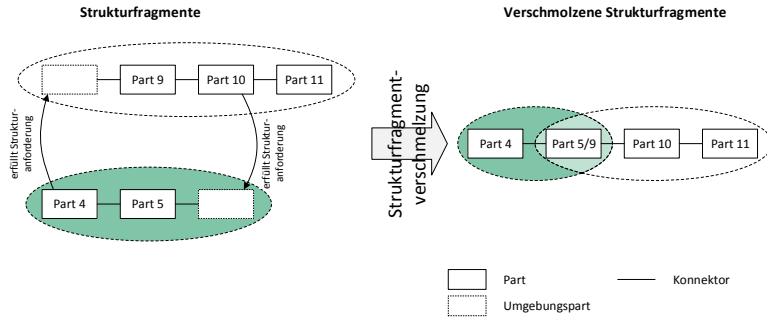 Strukturfragmente
Verschmolzene Strukturfragmente
Part 9
Part 10
Part 11
erfüllt Struktur-
anforderung
erfüllt Struktur-
anforderung
Part 4
Part 5
Strukturfragment-
verschmelzung
Part 4
Part 5/9
Part 10
Part 11
Part
Konnektor
Umgebungspart